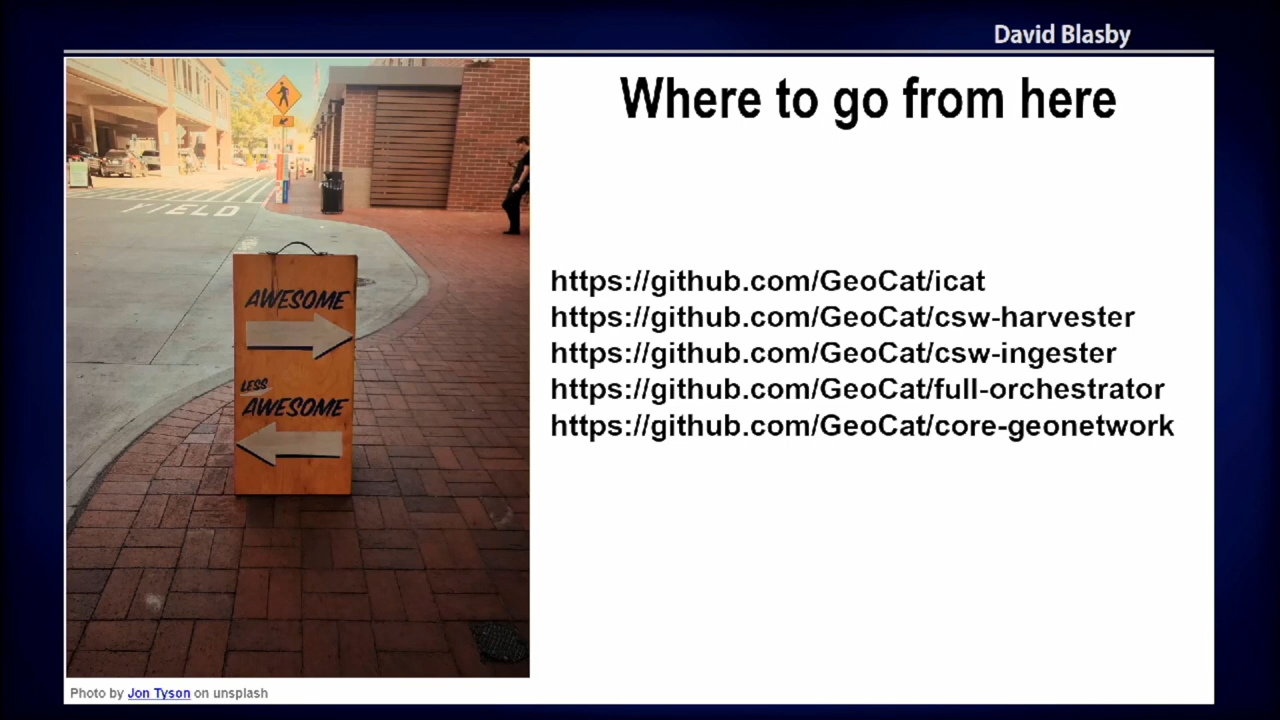 David Blasby
Where to go from here
YIELD
AWESOME
LESS
AWESOME
https://github.com/GeoCat/icat
https://github.com/GeoCat/csw-harvester
https://github.com/GeoCat/csw-ingester
https://github.com/GeoCat/full-orchestrator
https://github.com/GeoCat/core-geonetwork
Photo by Jon Tyson on unsplash